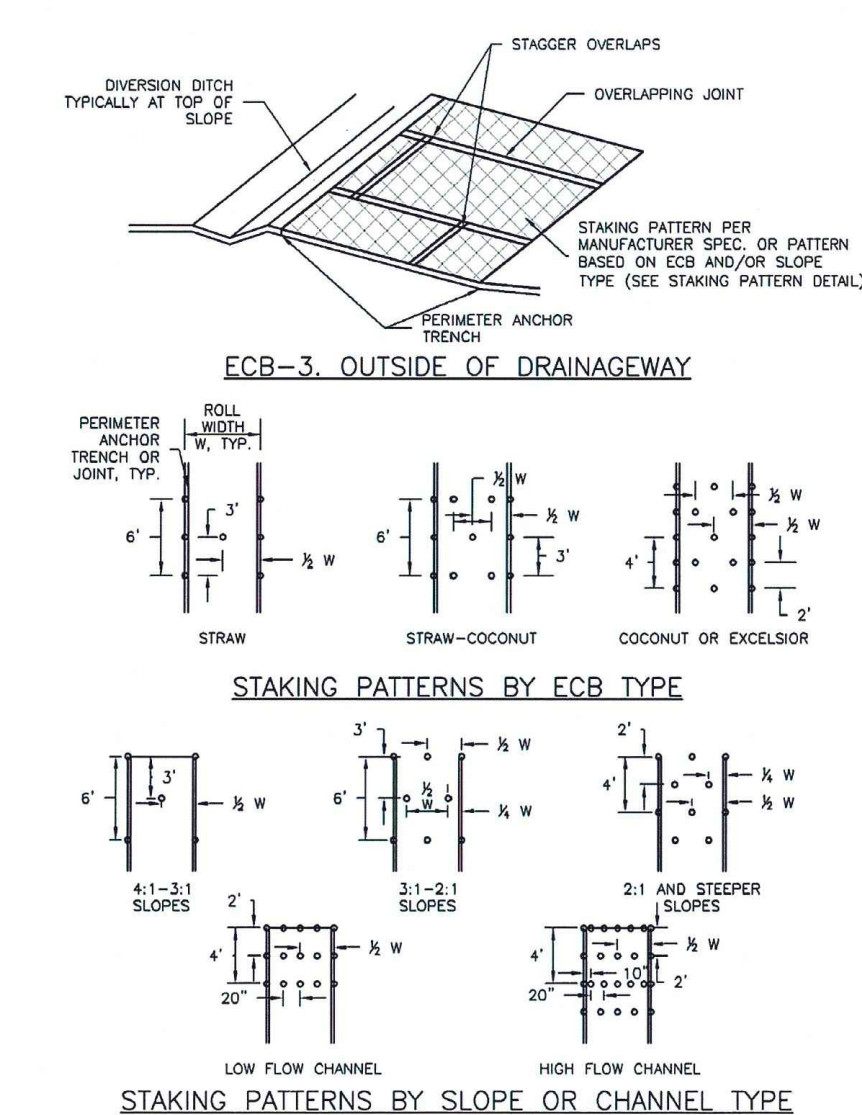 STAGGER OVERLAPS
DIVERSION DITCH
TYPICALLY AT TOP OF
SLOPE
OVERLAPPING JOINT
STAKING PATTERN PER
MANUFACTURER SPEC. OR PATTERN
BASED ON ECB AND/OR SLOPE
TYPE (SEE STAKING PATTERN DETAIL)
PERIMETER ANCHOR
TRENCH
ECB-3. OUTSIDE OF DRAINAGEWAY
PERIMETER
ANCHOR
TRENCH OR
JOINT, TYP.
ROLL
WIDTH
W, TYP.
6'
3'
½ W
STRAW
½ W
½ W
6'
3'
STRAW-COCONUT
½ W
½ W
4'
2'
COCONUT OR EXCELSIOR
STAKING PATTERNS BY ECB TYPE
6'
3'
½ W
4:1-3:1
SLOPES
3'
½ W
6'
½
W
¼ W
3:1-2:1
SLOPES
2'
4'
¼ W
½ W
2:1 AND STEEPER
SLOPES
2'
4'
½ W
20"
LOW FLOW CHANNEL
4'
½ W
10"
2'
20"
HIGH FLOW CHANNEL
STAKING PATTERNS BY SLOPE OR CHANNEL TYPE